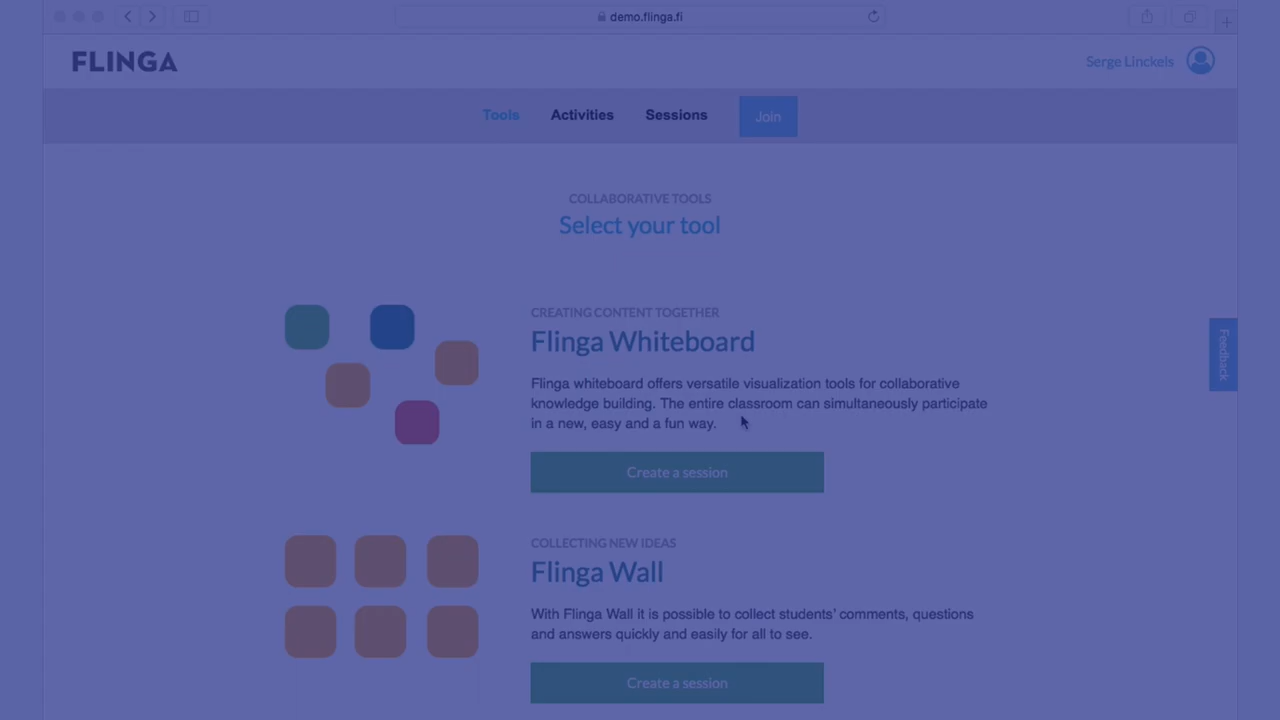 demo.flinga.fi
FLINGA
Serge Linckels
Tools
Activities
Sessions
Join
COLLABORATIVE TOOLS
Select your tool
CREATING CONTENT TOGETHER
Flinga Whiteboard
Flinga whiteboard offers versatile visualization tools for collaborative
knowledge building. The entire classroom can simultaneously participate
in a new, easy and a fun way.
Create a session
Feedback
COLLECTING NEW IDEAS
Flinga Wall
With Flinga Wall it is possible to collect students' comments, questions
and answers quickly and easily for all to see.
Create a session